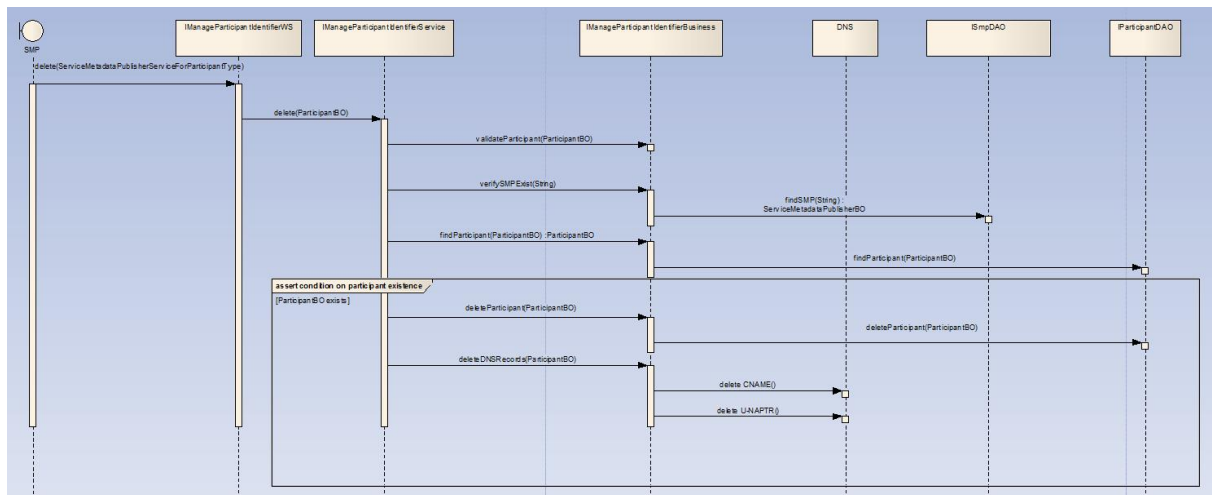 IManageParticipantIdentifierWS
IManageParticipantIdentifierService
IManageParticipantIdentifierBusiness
DNS
ISmpDAO
IParticipantDAO
SMP
delete(ServiceMetadataPublisherServiceForParticipantType)
delete(ParticipantBO)
validateParticipant(ParticipantBO)
verifySMPExist(String)
findSMP(String) :
ServiceMetadataPublisherBO
findParticipant(ParticipantBO) :ParticipantBO
findParticipant(ParticipantBO)
assert condition on participant existence
[ParticipantBO exists]
deleteParticipant(ParticipantBO)
deleteParticipant(ParticipantBO)
deleteDNSRecords(ParticipantBO)
delete CNAME()
delete U-NAPTR()